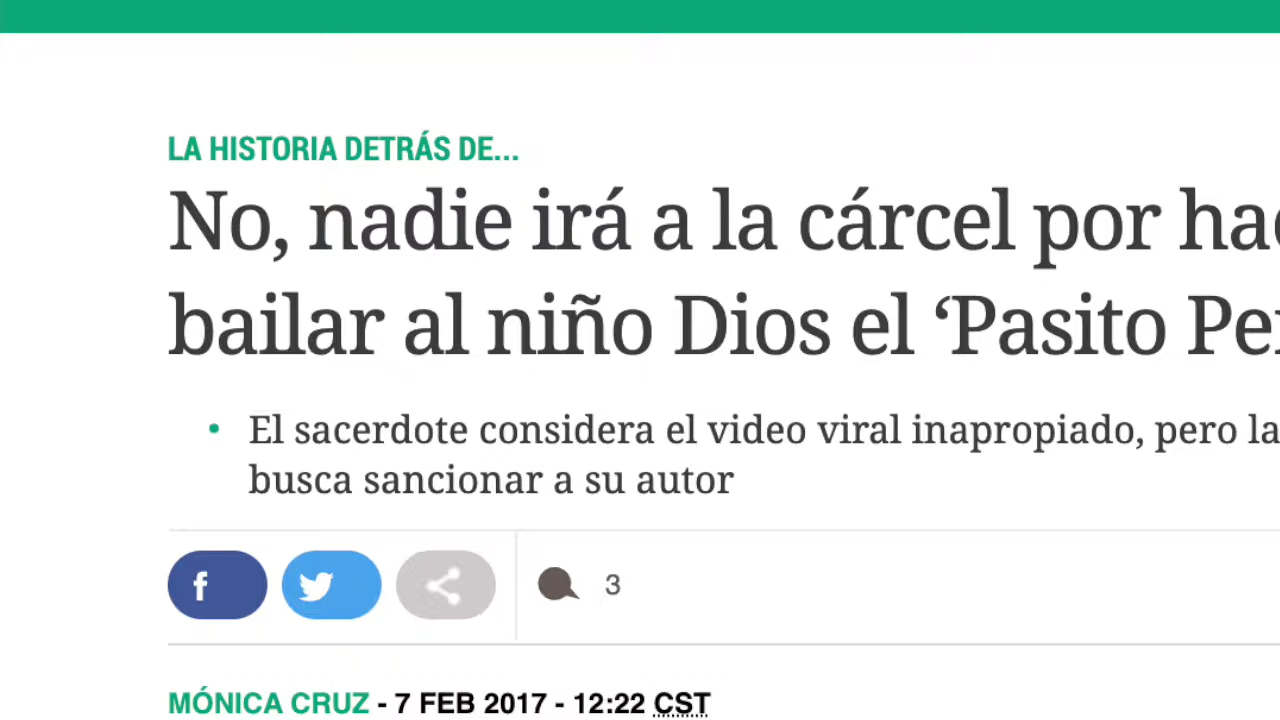 LA HISTORIA DETRÁS DE...
No, nadie irá a la cárcel por
bailar al niño Dios el ‘Pasito
• El sacerdote considera el video viral inapropiado, pero la
busca sancionar a su autor
f
3
MÓNICA CRUZ - 7 FEB 2017 - 12:22 CST